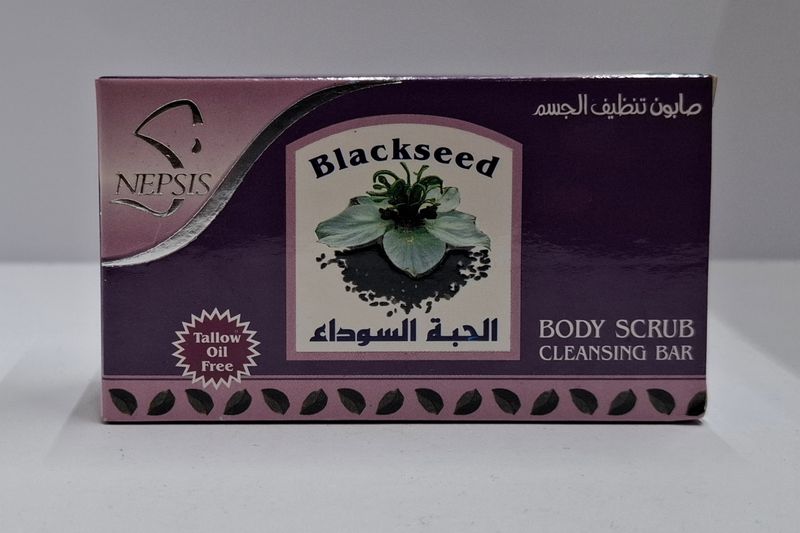 NEPSIS
صابون تنظيف الجسم
Blackseed
الحبة السوداء
Tallow
Oil
Free
BODY SCRUB
CLEANSING BAR